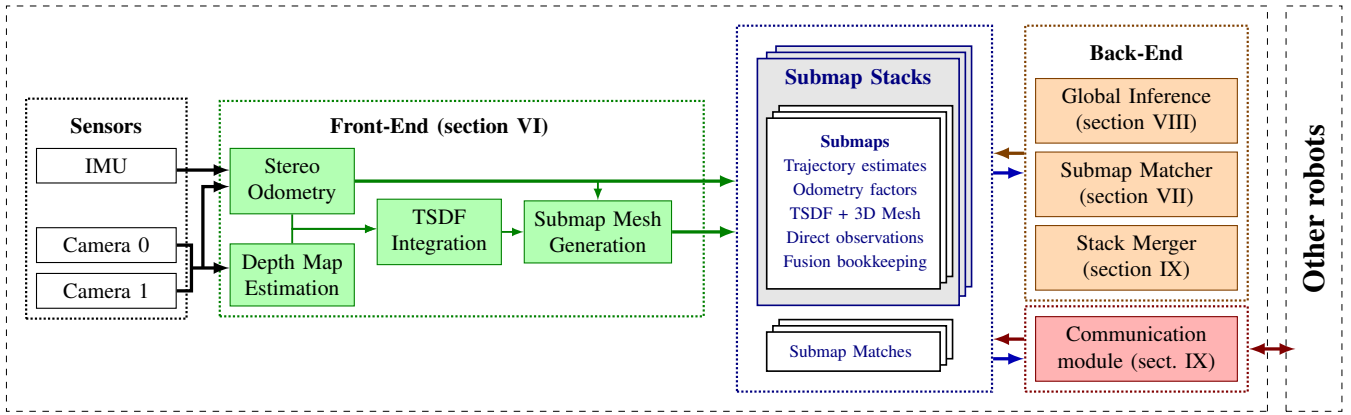 Sensors
IMU
Camera 0
Camera 1
Front-End (section VI)
Stereo
Odometry
Depth Map
Estimation
TSDF
Integration
Submap Mesh
Generation
Submap Stacks
Submaps
Trajectory estimates
Odometry factors
TSDF + 3D Mesh
Direct observations
Fusion bookkeeping
Submap Matches
Back-End
Global Inference
(section VIII)
Submap Matcher
(section VII)
Stack Merger
(section IX)
Communication
module (sect. IX)
Other robots